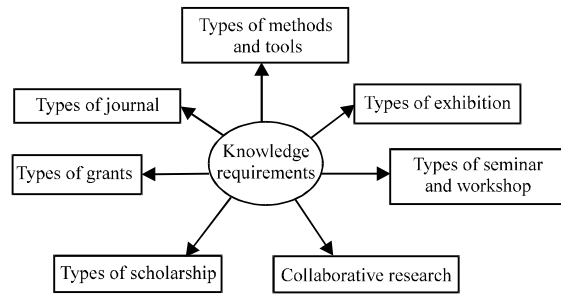 Types of methods
and tools
Types of journal
Types of exhibition
Knowledge
requirements
Types of grants
Types of seminar
and workshop
Types of scholarship
Collaborative research